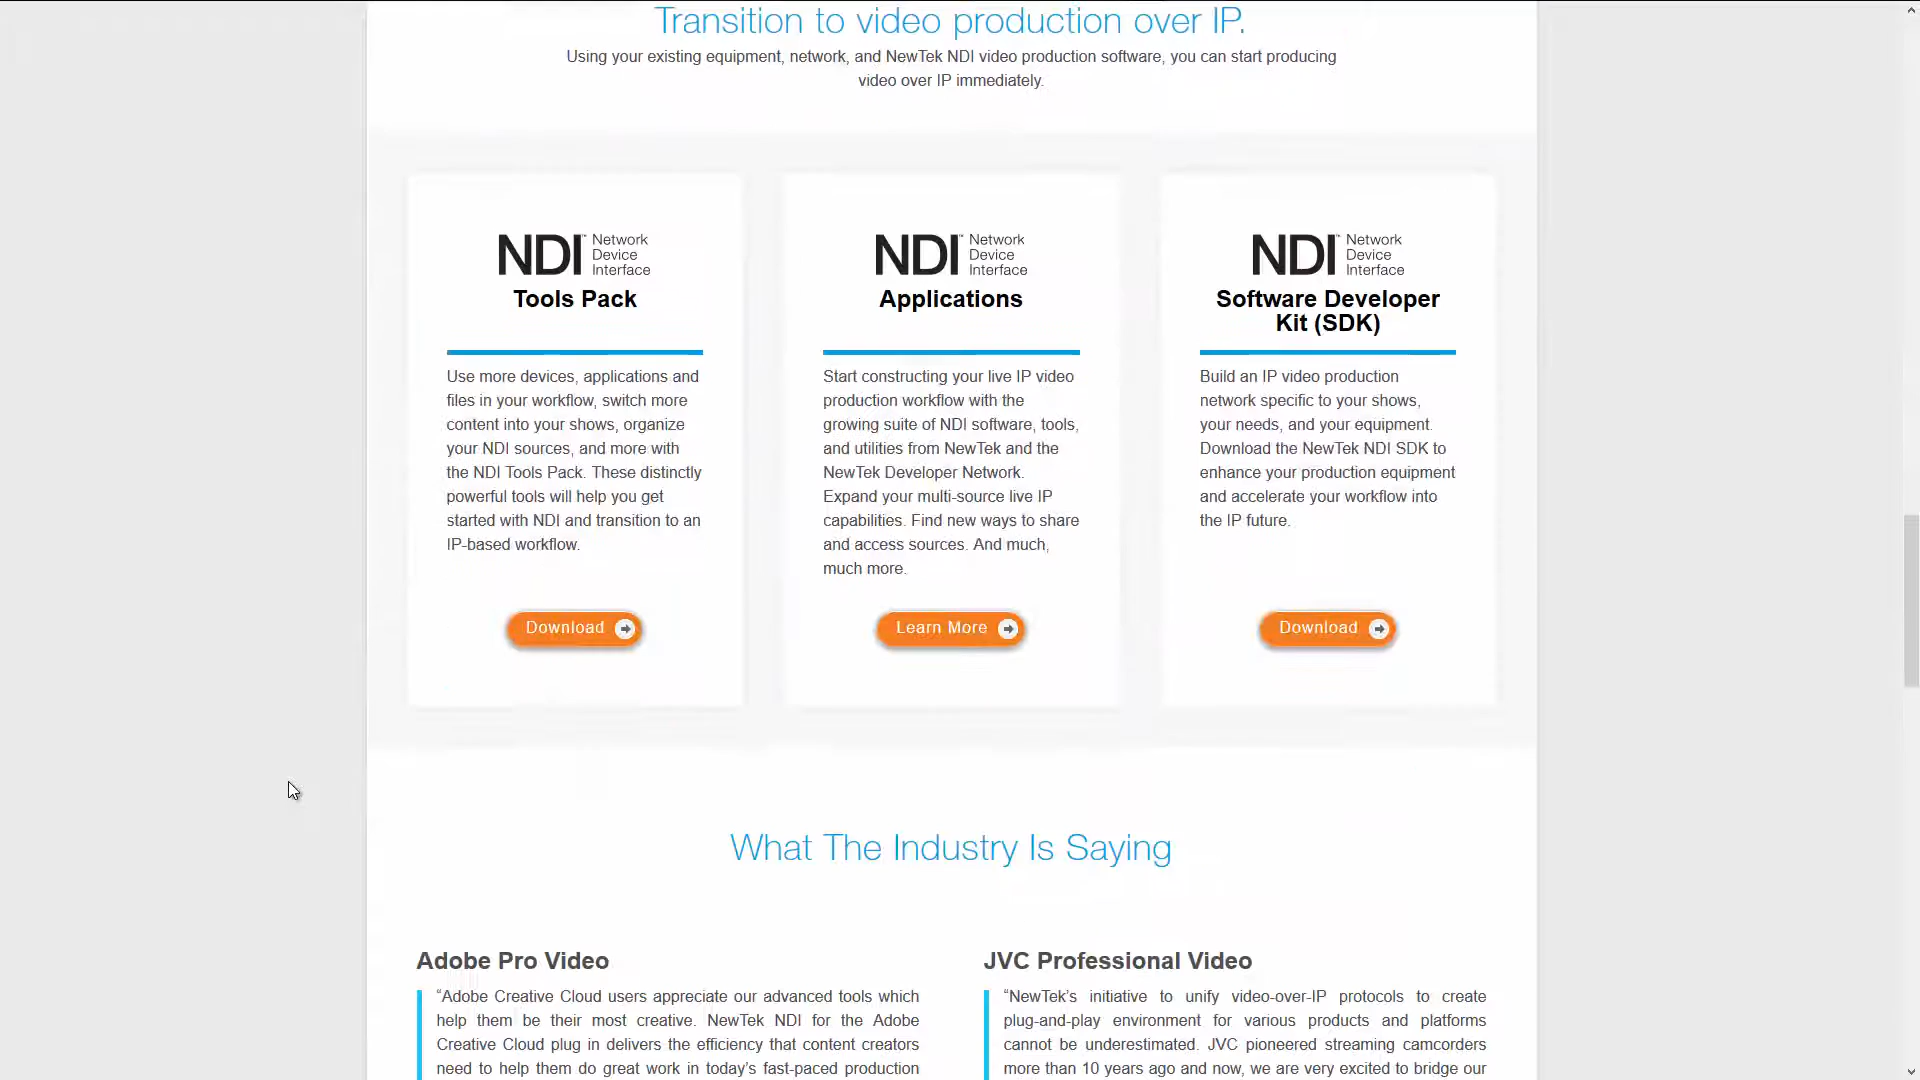 Transition to video production over IP.
Using your existing equipment, network, and NewTek NDI video production software, you can start producing
video over IP immediately.
NDI™ Network
Device
Interface
Tools Pack
Use more devices, applications and
files in your workflow, switch more
content into your shows, organize
your NDI sources, and more with
the NDI Tools Pack. These distinctly
powerful tools will help you get
started with NDI and transition to an
IP-based workflow.
Download
NDI™ Network
Device
Interface
Applications
Start constructing your live IP video
production workflow with the
growing suite of NDI software, tools,
and utilities from NewTek and the
NewTek Developer Network.
Expand your multi-source live IP
capabilities. Find new ways to share
and access sources. And much,
much more.
Learn More
NDI™ Network
Device
Interface
Software Developer
Kit (SDK)
Build an IP video production
network specific to your shows,
your needs, and your equipment.
Download the NewTek NDI SDK to
enhance your production equipment
and accelerate your workflow into
the IP future.
Download
What The Industry Is Saying
Adobe Pro Video
“Adobe Creative Cloud users appreciate our advanced tools which
help them be their most creative. NewTek NDI for the Adobe
Creative Cloud plug in delivers the efficiency that content creators
need to help them do great work in today’s fast-paced production
JVC Professional Video
“NewTek’s initiative to unify video-over-IP protocols to create
plug-and-play environment for various products and platforms
cannot be underestimated. JVC pioneered streaming camcorders
more than 10 years ago and now, we are very excited to bridge our